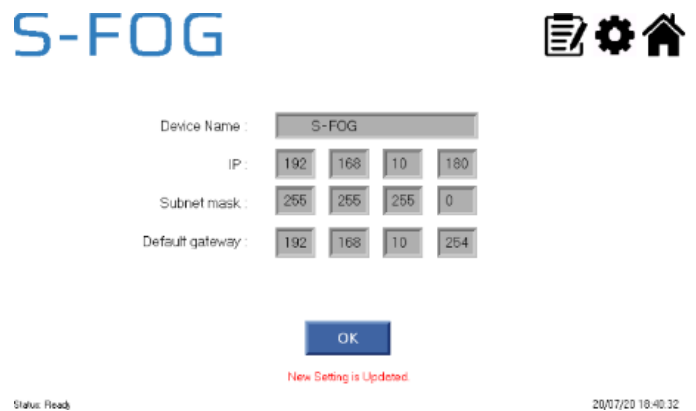 S-FOG
Device Name : S-FOG
IP : 192 168 10 180
Subnet mask : 255 255 255 0
Default gateway : 192 168 10 254
OK
New Setting is Updated.
Status: Ready 20/07/20 18:40:32